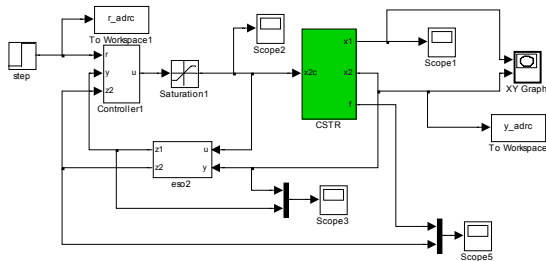 r_adrc
To Workspace1
step
r
y
z2
u
Controller1
Saturation1
Scope2
x2c
x1
x2
f
CSTR
Scope1
XY Graph
y_adrc
To Workspace
z1
z2
u
y
eso2
Scope3
Scope5